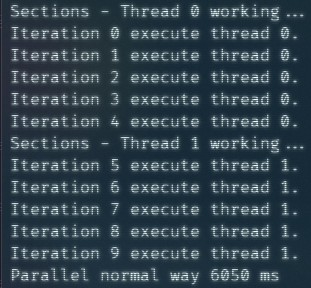 Sections - Thread 0 working...
Iteration 0 execute thread 0.
Iteration 1 execute thread 0.
Iteration 2 execute thread 0.
Iteration 3 execute thread 0.
Iteration 4 execute thread 0.
Sections - Thread 1 working...
Iteration 5 execute thread 1.
Iteration 6 execute thread 1.
Iteration 7 execute thread 1.
Iteration 8 execute thread 1.
Iteration 9 execute thread 1.
Parallel normal way 6050 ms